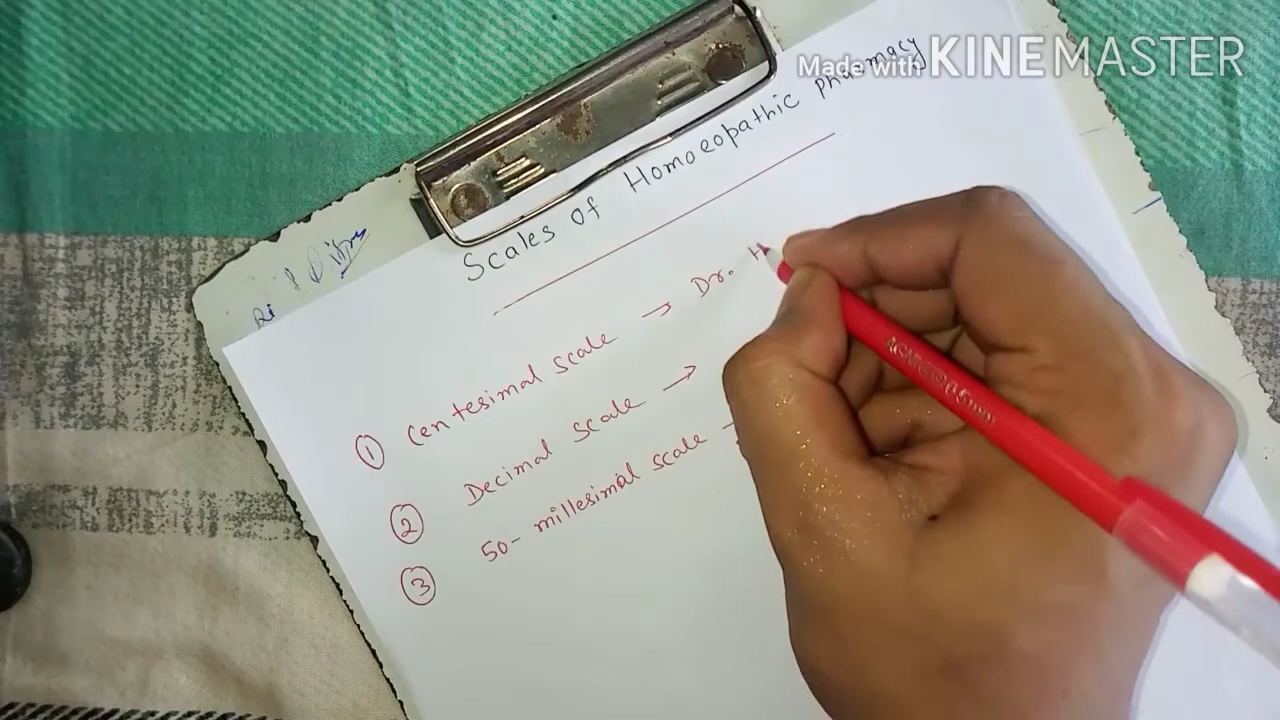 Made with KINEMASTER
Scales of Homoeopathic pharmacy
① Centesimal scale → Dr. H
② Decimal scale →
③ 50- millesimal scale -